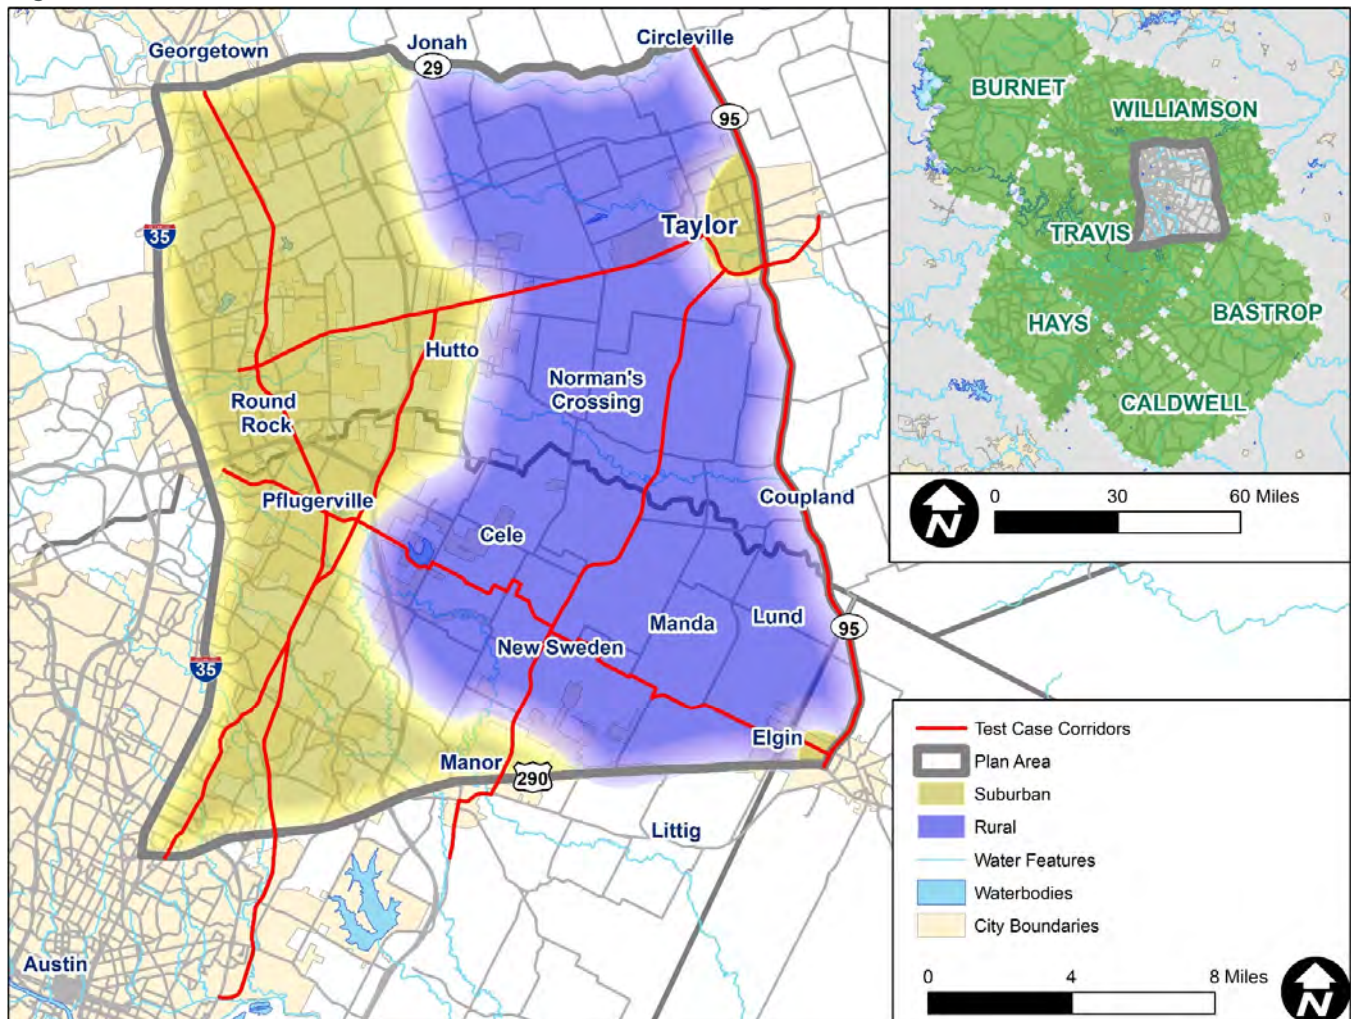 Georgetown
Jonah
29
Circleville
95
35
Taylor
Hutto
Round
Rock
Norman's
Crossing
Pflugerville
Coupland
Cele
Manda
Lund
95
New Sweden
35
Elgin
Manor
290
Littig
Austin
BURNET
WILLIAMSON
TRAVIS
HAYS
BASTROP
CALDWELL
N
0 30 60 Miles
Test Case Corridors
Plan Area
Suburban
Rural
Water Features
Waterbodies
City Boundaries
0 4 8 Miles
N